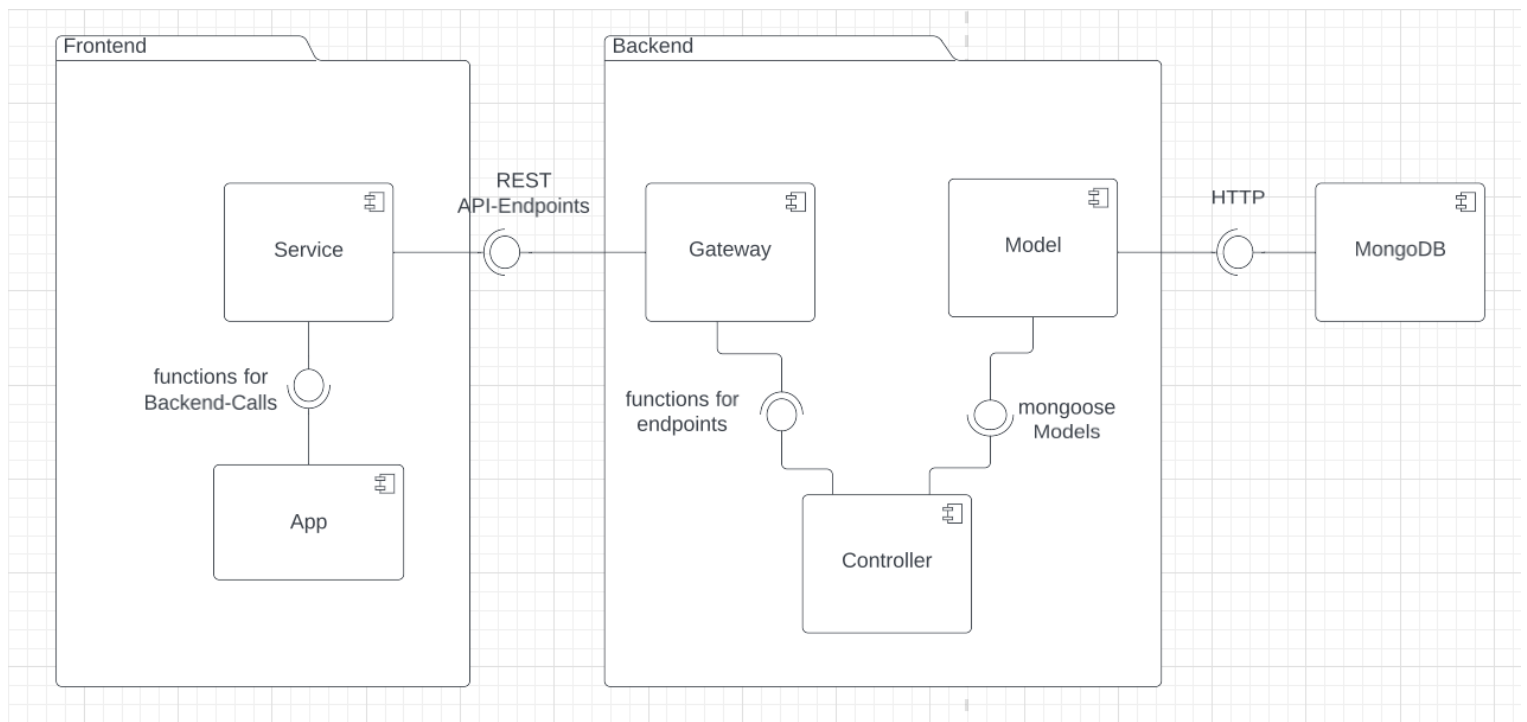 Frontend
Backend
REST
API-Endpoints
HTTP
Service
Gateway
Model
MongoDB
functions for
Backend-Calls
functions for
endpoints
mongoose
Models
App
Controller